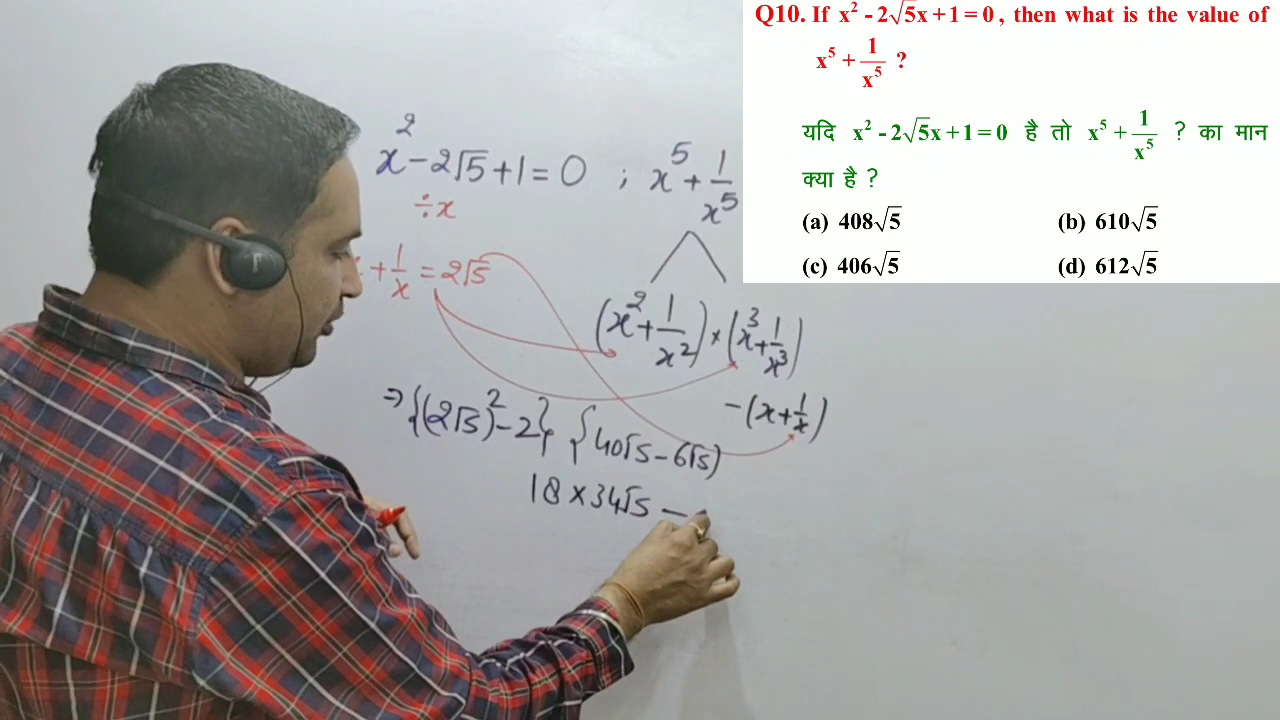 Q10. If x² - 2√5x + 1 = 0, then what is the value of
x⁵ + 1/x⁵ ?
यदि x² - 2√5x + 1 = 0 है तो x⁵ + 1/x⁵ ? का मान
क्या है ?
(a) 408√5 (b) 610√5
(c) 406√5 (d) 612√5
x² - 2√5 + 1 = 0 ; x⁵ + 1/x⁵
÷x
+ 1/x = 2√5
(x² + 1/x²) × (x³ + 1/x³)
- (x + 1/x)
⇒ {(2√5)² - 2} {40√5 - 6√5)
18 × 34√5 -